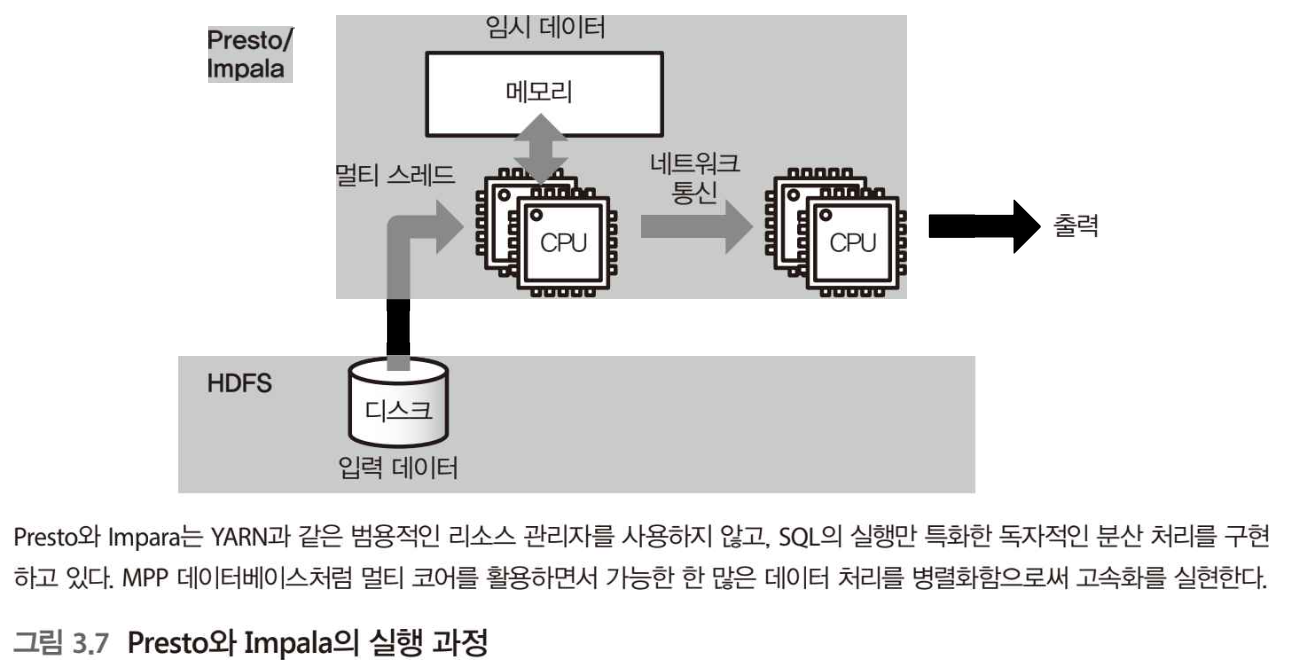 Presto/
Impala
임시 데이터
메모리
멀티 스레드
네트워크
통신
CPU
CPU
출력
HDFS
디스크
입력 데이터
Presto와 Impara는 YARN과 같은 범용적인 리소스 관리자를 사용하지 않고, SQL의 실행만 특화한 독자적인 분산 처리를 구현
하고 있다. MPP 데이터베이스처럼 멀티 코어를 활용하면서 가능한 한 많은 데이터 처리를 병렬화함으로써 고속화를 실현한다.
그림 3.7 Presto와 Impala의 실행 과정